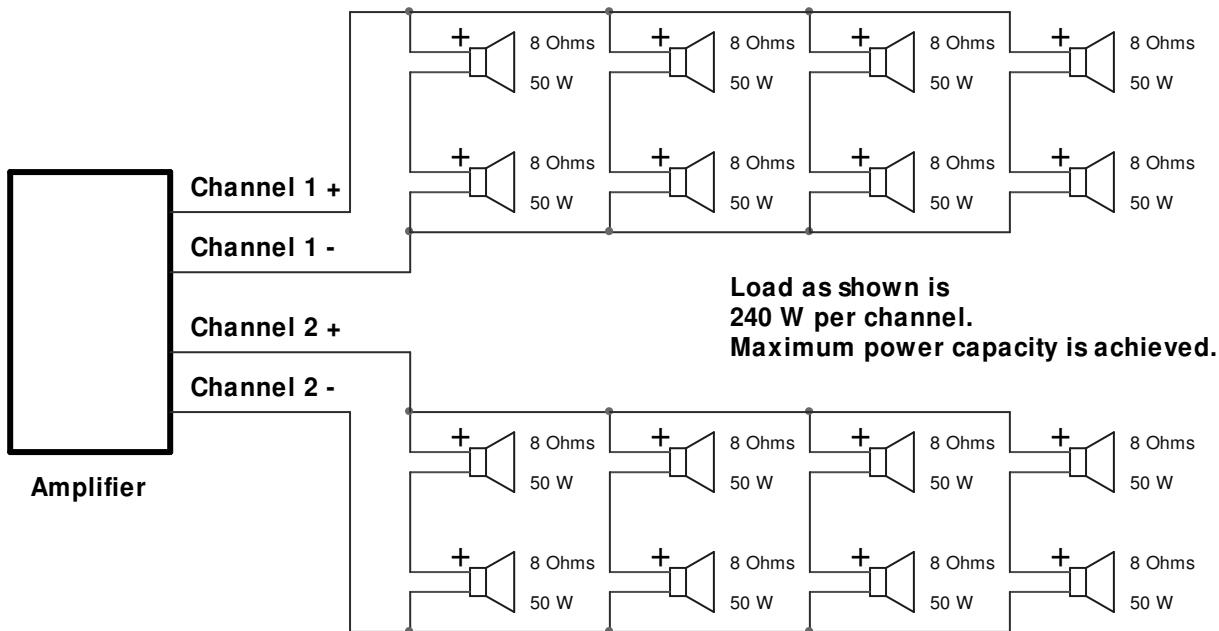 + 8 Ohms + 8 Ohms + 8 Ohms + 8 Ohms
50 W 50 W 50 W 50 W
+ 8 Ohms + 8 Ohms + 8 Ohms + 8 Ohms
50 W 50 W 50 W 50 W
Channel 1 +
Channel 1 -
Channel 2 +
Channel 2 -
Amplifier
Load as shown is
240 W per channel.
Maximum power capacity is achieved.
+ 8 Ohms + 8 Ohms + 8 Ohms + 8 Ohms
50 W 50 W 50 W 50 W
+ 8 Ohms + 8 Ohms + 8 Ohms + 8 Ohms
50 W 50 W 50 W 50 W